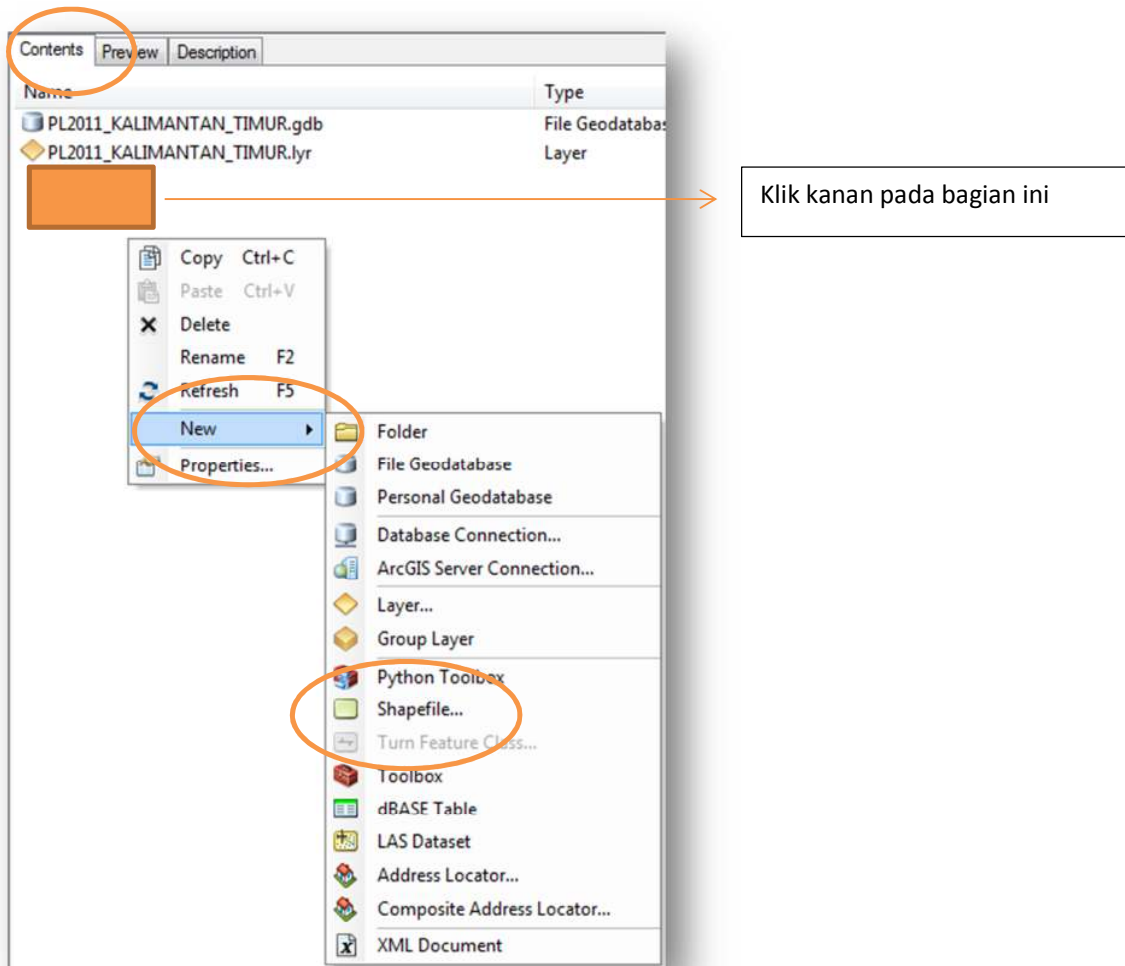 Contents Preview Description
Name Type
PL2011_KALIMANTAN_TIMUR.gdb File Geodatabas
PL2011_KALIMANTAN_TIMUR.lyr Layer
Klik kanan pada bagian ini
Copy Ctrl+C
Paste Ctrl+V
Delete
Rename F2
Refresh F5
New
Properties...
Folder
File Geodatabase
Personal Geodatabase
Database Connection...
ArcGIS Server Connection...
Layer...
Group Layer
Python Toolbox
Shapefile...
Turn Feature Class...
Toolbox
dBASE Table
LAS Dataset
Address Locator...
Composite Address Locator...
XML Document